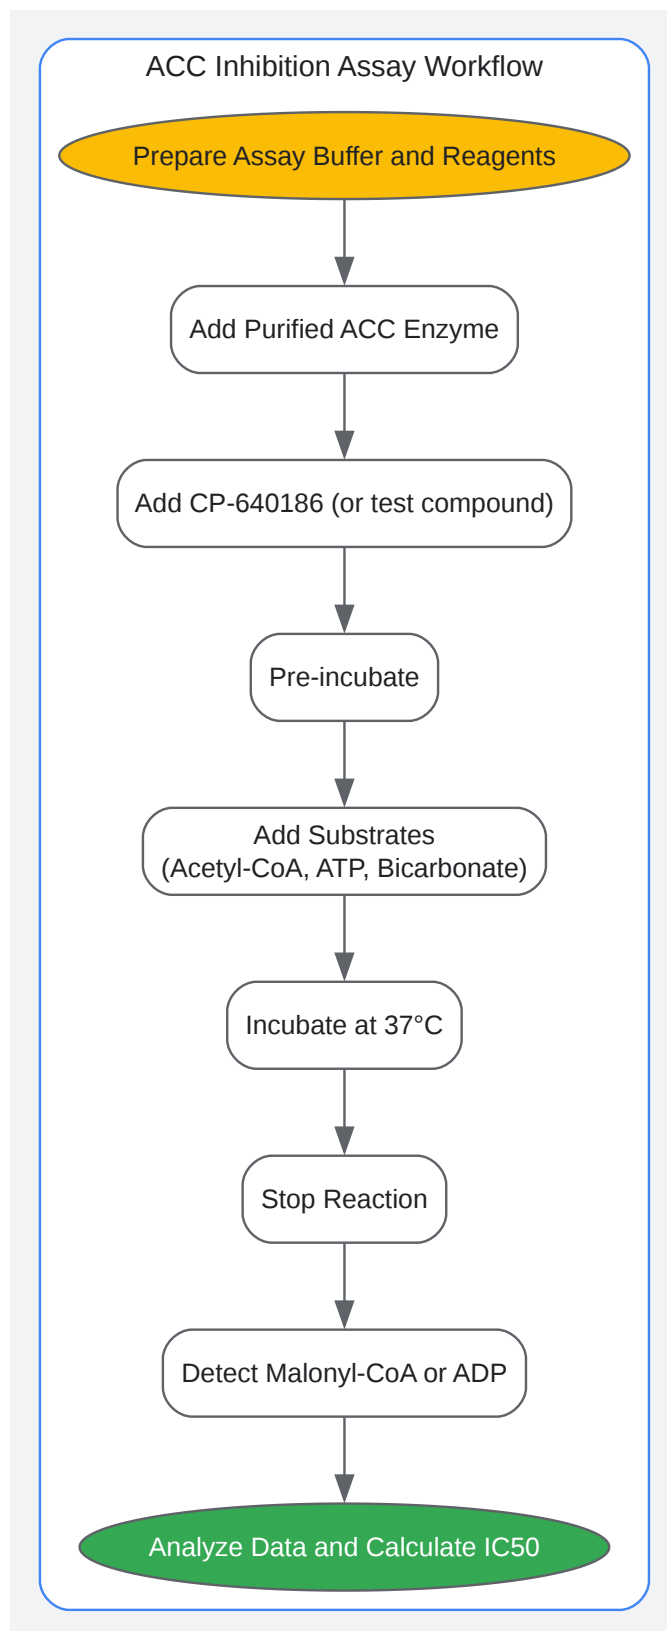 ACC Inhibition Assay Workflow
Prepare Assay Buffer and Reagents
Add Purified ACC Enzyme
Add CP-640186 (or test compound)
Pre-incubate
Add Substrates
(Acetyl-CoA, ATP, Bicarbonate)
Incubate at 37°C
Stop Reaction
Detect Malonyl-CoA or ADP
Analyze Data and Calculate IC50